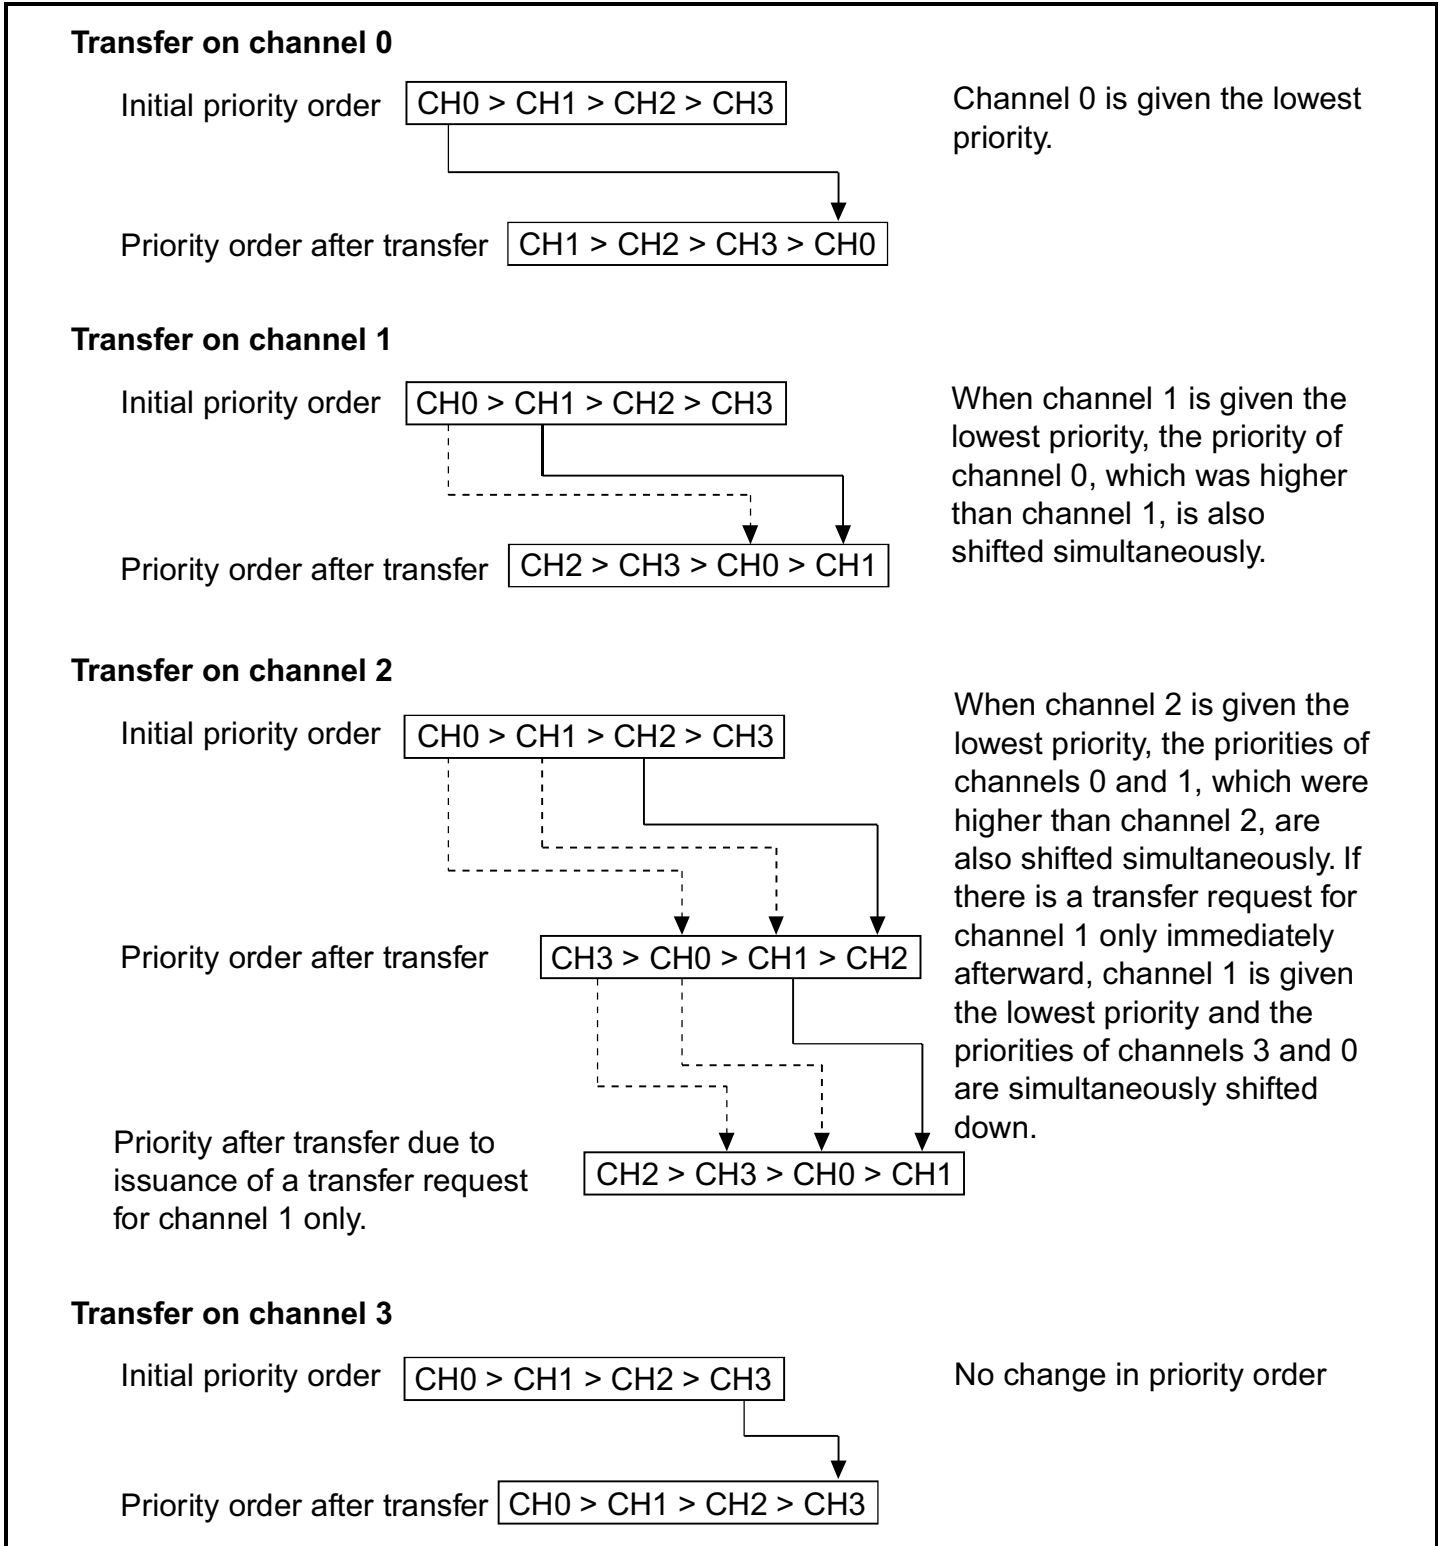 Transfer on channel 0
Initial priority order
CH0 > CH1 > CH2 > CH3
Channel 0 is given the lowest
priority.
Priority order after transfer
CH1 > CH2 > CH3 > CH0
Transfer on channel 1
Initial priority order
CH0 > CH1 > CH2 > CH3
When channel 1 is given the
lowest priority, the priority of
channel 0, which was higher
than channel 1, is also
shifted simultaneously.
Priority order after transfer
CH2 > CH3 > CH0 > CH1
Transfer on channel 2
Initial priority order
CH0 > CH1 > CH2 > CH3
When channel 2 is given the
lowest priority, the priorities of
channels 0 and 1, which were
higher than channel 2, are
also shifted simultaneously. If
there is a transfer request for
channel 1 only immediately
afterward, channel 1 is given
the lowest priority and the
priorities of channels 3 and 0
are simultaneously shifted
down.
Priority order after transfer
CH3 > CH0 > CH1 > CH2
Priority after transfer due to
issuance of a transfer request
for channel 1 only.
CH2 > CH3 > CH0 > CH1
Transfer on channel 3
Initial priority order
CH0 > CH1 > CH2 > CH3
No change in priority order
Priority order after transfer
CH0 > CH1 > CH2 > CH3